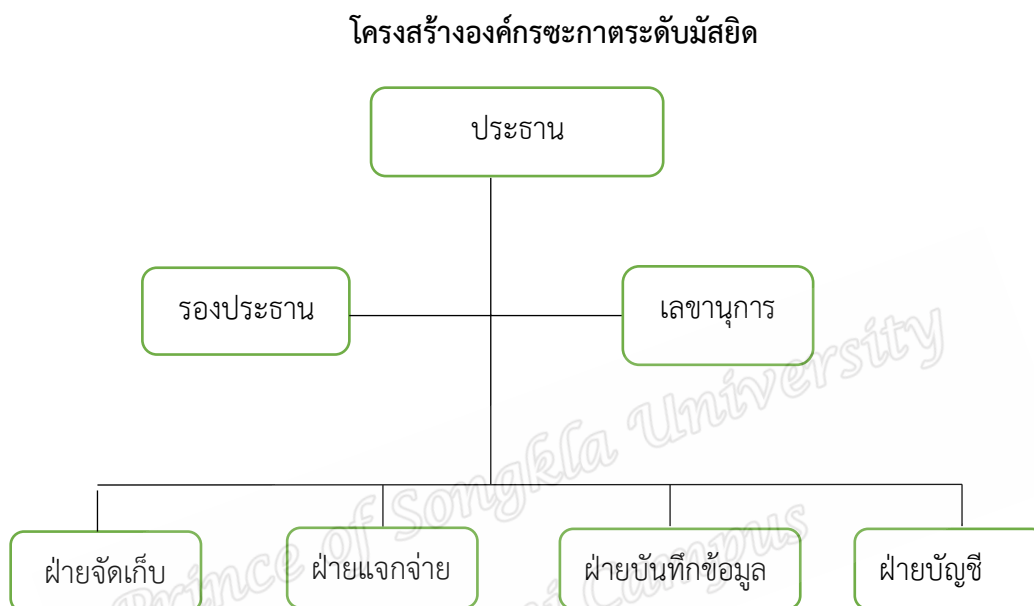 โครงสร้างองค์กรซะกาตระดับมัสยิด
ประธาน
รองประธาน
เลขานุการ
ฝ่ายจัดเก็บ
ฝ่ายแจกจ่าย
ฝ่ายบันทึกข้อมูล
ฝ่ายบัญชี
Prince of Songkla University
Campus